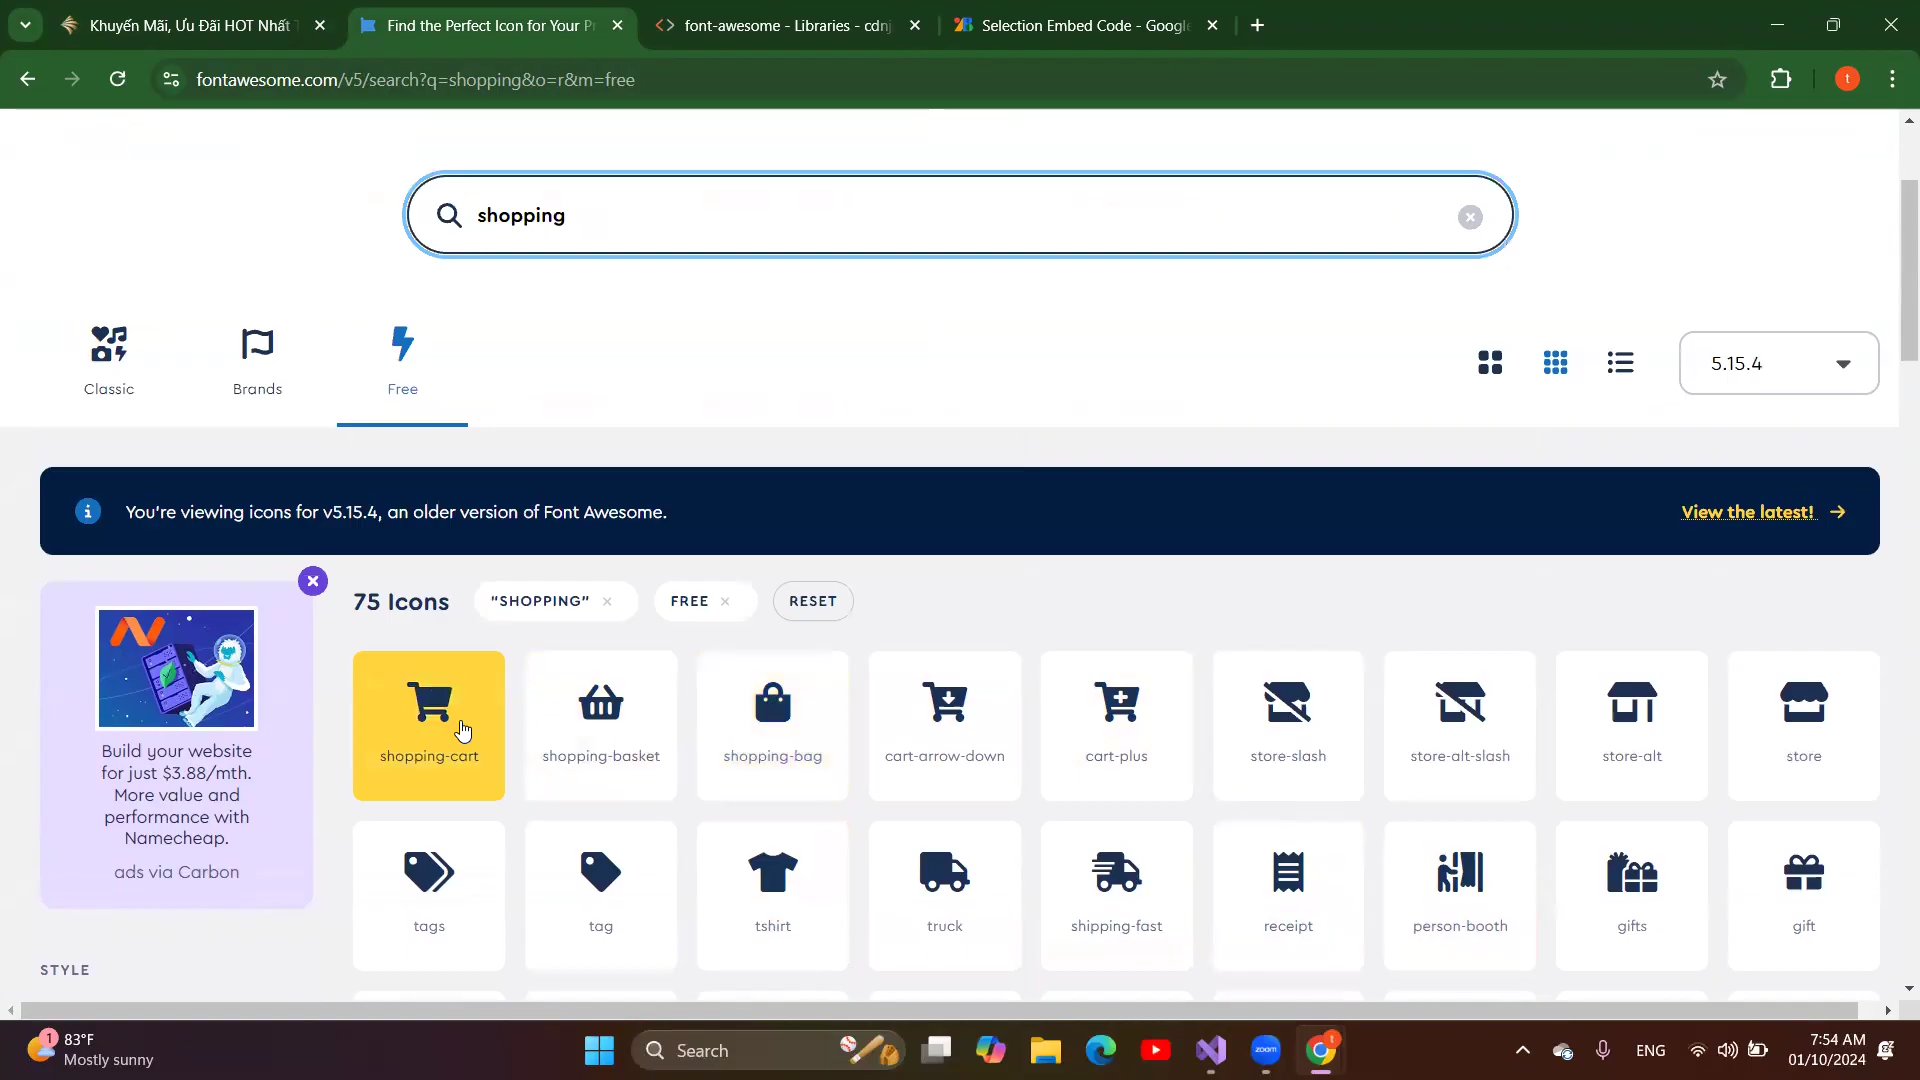 Khuyến Mãi, Ưu Đãi HOT Nhất
Find the Perfect Icon for Your P
font-awesome - Libraries - cdnj
Selection Embed Code - Google
fontawesome.com/v5/search?q=shopping&o=r&m=free
t
shopping
Classic
Brands
Free
5.15.4
You're viewing icons for v5.15.4, an older version of Font Awesome.
View the latest!
Build your website
for just $3.88/mth.
More value and
performance with
Namecheap.
ads via Carbon
STYLE
75 Icons
"SHOPPING"
FREE
RESET
shopping-cart
shopping-basket
shopping-bag
cart-arrow-down
cart-plus
store-slash
store-alt-slash
store-alt
store
tags
tag
tshirt
truck
shipping-fast
receipt
person-booth
gifts
gift
1
83°F
Mostly sunny
Search
zoom
t
ENG
7:54 AM
01/10/2024